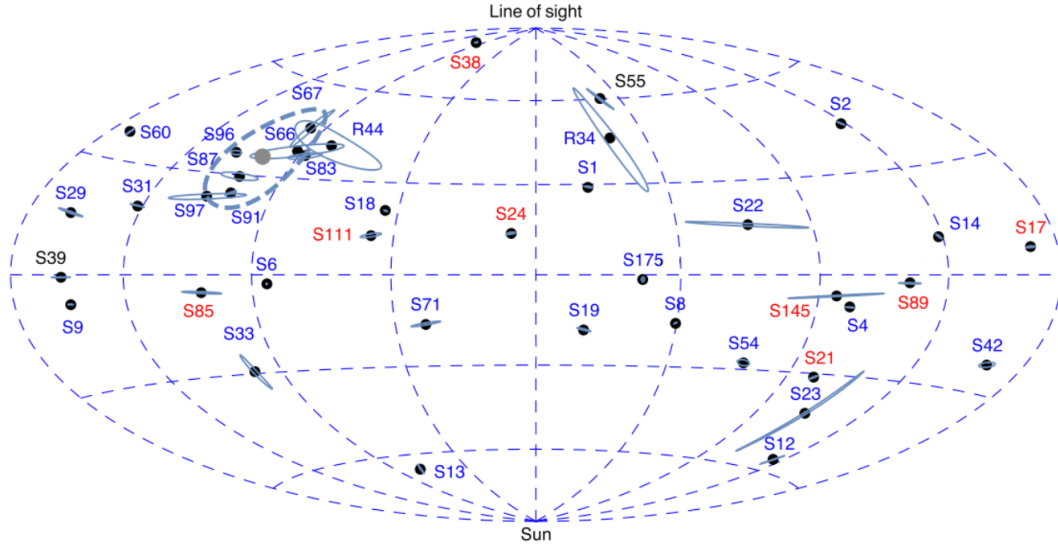 Line of sight
S38
S55
S67
S2
S60
S96
S66
R44
R34
S87
S83
S1
S29
S31
S97
S91
S18
S24
S22
S14
S17
S111
S39
S6
S175
S9
S85
S71
S19
S8
S145
S4
S89
S33
S54
S21
S42
S23
S12
S13
Sun